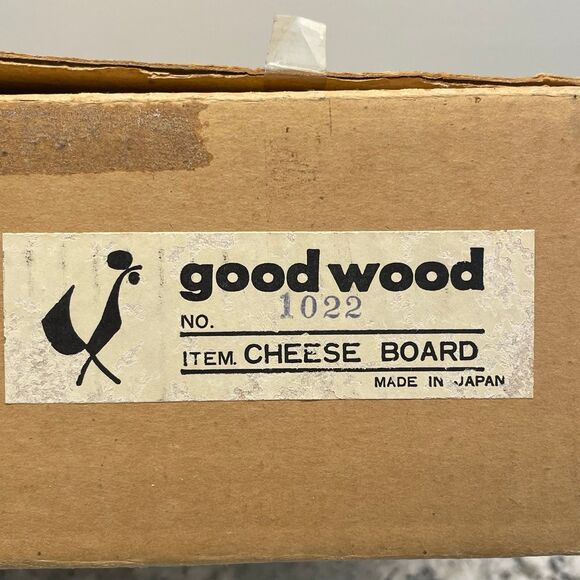 good wood
NO. 1022
ITEM. CHEESE BOARD
MADE IN JAPAN